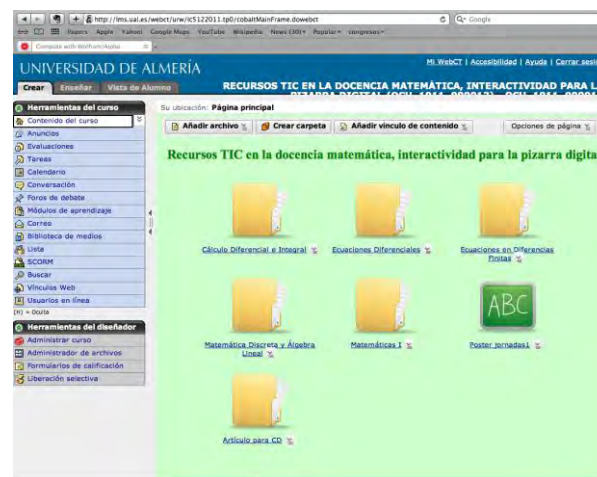 http://lms.ual.es/webct/urw/lc5122011.tp0/cobaltMainFrame.dowebct
Google
Papers Apple Yahoo! Google Maps YouTube Wikipedia News (30) Popular congresos
Compute with Wolfram|Alpha
UNIVERSIDAD DE ALMERÍA
Mi WebCT | Accesibilidad | Ayuda | Cerrar sesi
Crear Enseñar Vista de Alumno
RECURSOS TIC EN LA DOCENCIA MATEMÁTICA, INTERACTIVIDAD PARA L
Herramientas del curso
Contenido del curso
Anuncios
Evaluaciones
Tareas
Calendario
Conversación
Foros de debate
Módulos de aprendizaje
Correo
Biblioteca de medios
Lista
SCORM
Buscar
Vínculos Web
Usuarios en línea
(H) = Oculta
Herramientas del diseñador
Administrar curso
Administrador de archivos
Formularios de calificación
Liberación selectiva
Su ubicación: Página principal
Añadir archivo Crear carpeta Añadir vínculo de contenido Opciones de página
Recursos TIC en la docencia matemática, interactividad para la pizarra digita
Cálculo Diferencial e Integral
Ecuaciones Diferenciales
Ecuaciones en Diferencias
Finitas
Matemática Discreta y Álgebra
Lineal
Matemáticas I
ABC
Poster jornadas1
Artículo para CD